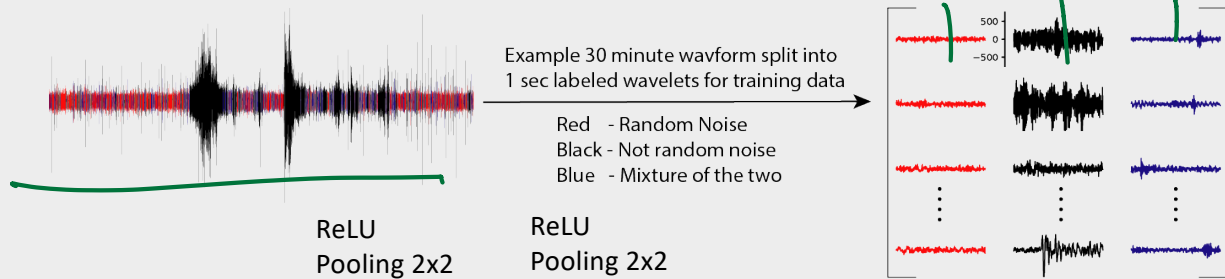 Example 30 minute wavform split into
1 sec labeled wavelets for training data
Red - Random Noise
Black - Not random noise
Blue - Mixture of the two
500
0
−500
ReLU
Pooling 2x2
ReLU
Pooling 2x2